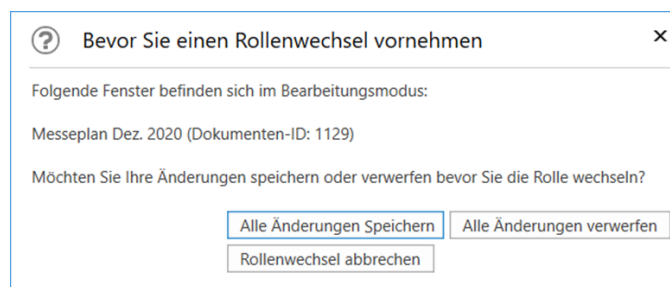 Bevor Sie einen Rollenwechsel vornehmen
Folgende Fenster befinden sich im Bearbeitungsmodus:
Messeplan Dez. 2020 (Dokumenten-ID: 1129)
Möchten Sie Ihre Änderungen speichern oder verwerfen bevor Sie die Rolle wechseln?
Alle Änderungen Speichern Alle Änderungen verwerfen
Rollenwechsel abbrechen